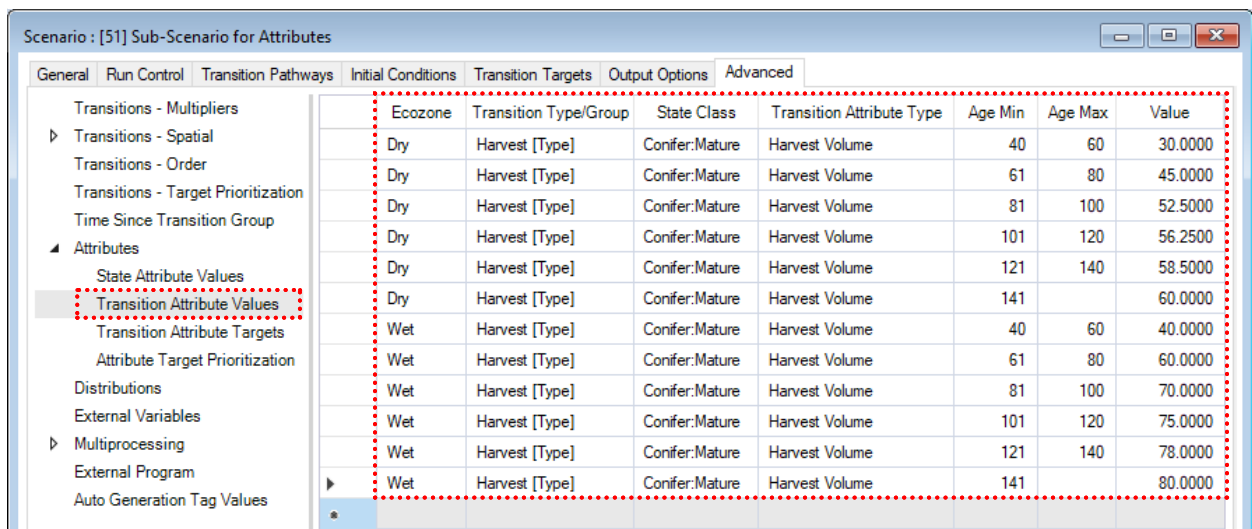 Scenario : [51] Sub-Scenario for Attributes
General Run Control Transition Pathways Initial Conditions Transition Targets Output Options Advanced
Transitions - Multipliers
Transitions - Spatial
Transitions - Order
Transitions - Target Prioritization
Time Since Transition Group
Attributes
State Attribute Values
Transition Attribute Values
Transition Attribute Targets
Attribute Target Prioritization
Distributions
External Variables
Multiprocessing
External Program
Auto Generation Tag Values
Ecozone Transition Type/Group State Class Transition Attribute Type Age Min Age Max Value
Dry Harvest [Type] Conifer:Mature Harvest Volume 40 60 30.0000
Dry Harvest [Type] Conifer:Mature Harvest Volume 61 80 45.0000
Dry Harvest [Type] Conifer:Mature Harvest Volume 81 100 52.5000
Dry Harvest [Type] Conifer:Mature Harvest Volume 101 120 56.2500
Dry Harvest [Type] Conifer:Mature Harvest Volume 121 140 58.5000
Dry Harvest [Type] Conifer:Mature Harvest Volume 141 60.0000
Wet Harvest [Type] Conifer:Mature Harvest Volume 40 60 40.0000
Wet Harvest [Type] Conifer:Mature Harvest Volume 61 80 60.0000
Wet Harvest [Type] Conifer:Mature Harvest Volume 81 100 70.0000
Wet Harvest [Type] Conifer:Mature Harvest Volume 101 120 75.0000
Wet Harvest [Type] Conifer:Mature Harvest Volume 121 140 78.0000
Wet Harvest [Type] Conifer:Mature Harvest Volume 141 80.0000